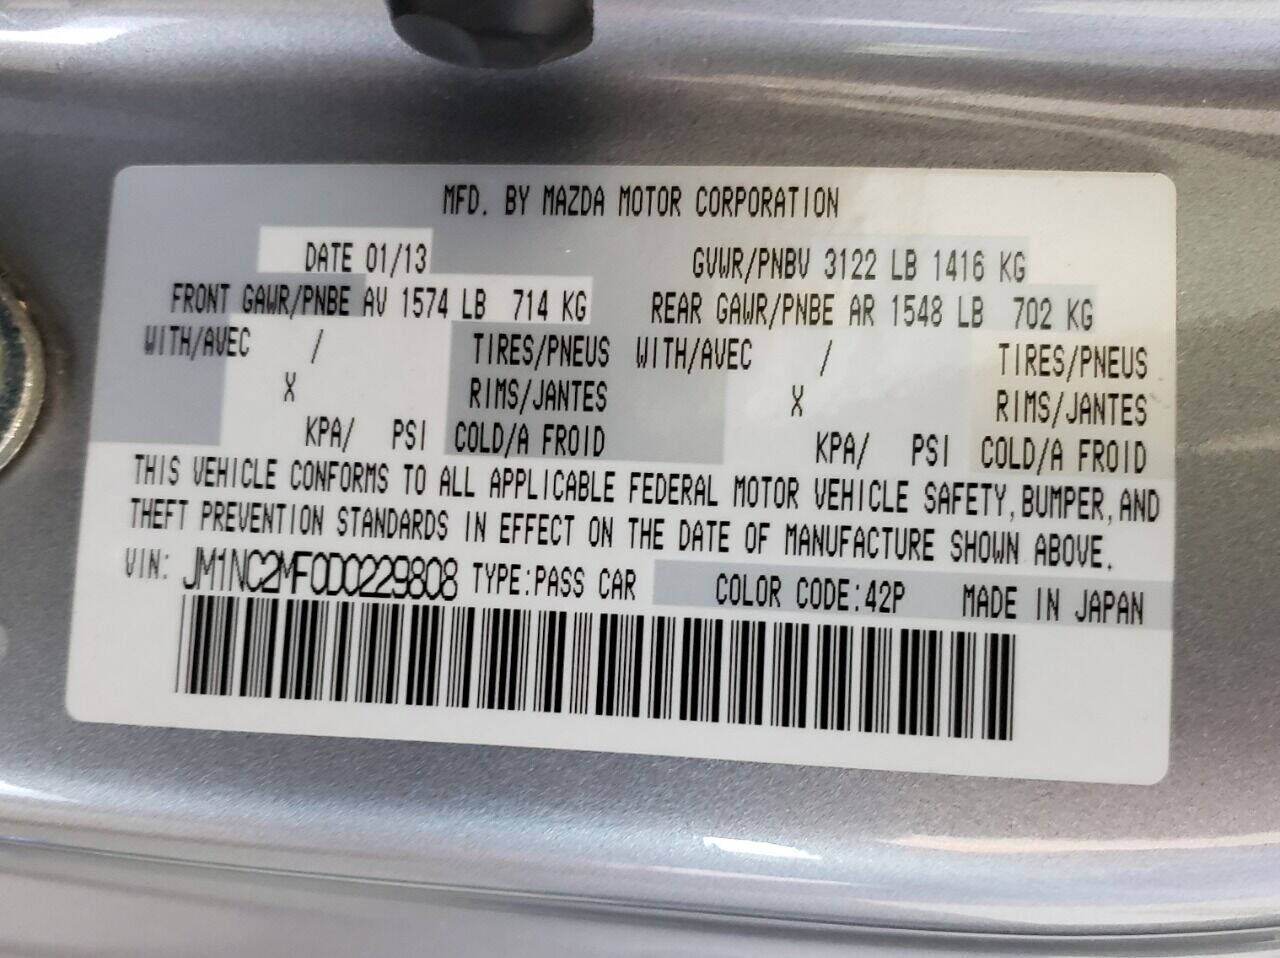 MFD. BY MAZDA MOTOR CORPORATION
DATE 01/13 GVWR/PNBV 3122 LB 1416 KG
FRONT GAWR/PNBE AV 1574 LB 714 KG REAR GAWR/PNBE AR 1548 LB 702 KG
WITH/AVEC / TIRES/PNEUS WITH/AVEC / TIRES/PNEUS
X RIMS/JANTES X RIMS/JANTES
KPA/ PSI COLD/A FROID KPA/ PSI COLD/A FROID
THIS VEHICLE CONFORMS TO ALL APPLICABLE FEDERAL MOTOR VEHICLE SAFETY, BUMPER, AND
THEFT PREVENTION STANDARDS IN EFFECT ON THE DATE OF MANUFACTURE SHOWN ABOVE.
VIN: JM1NC2MF0D0229808 TYPE:PASS CAR COLOR CODE:42P MADE IN JAPAN